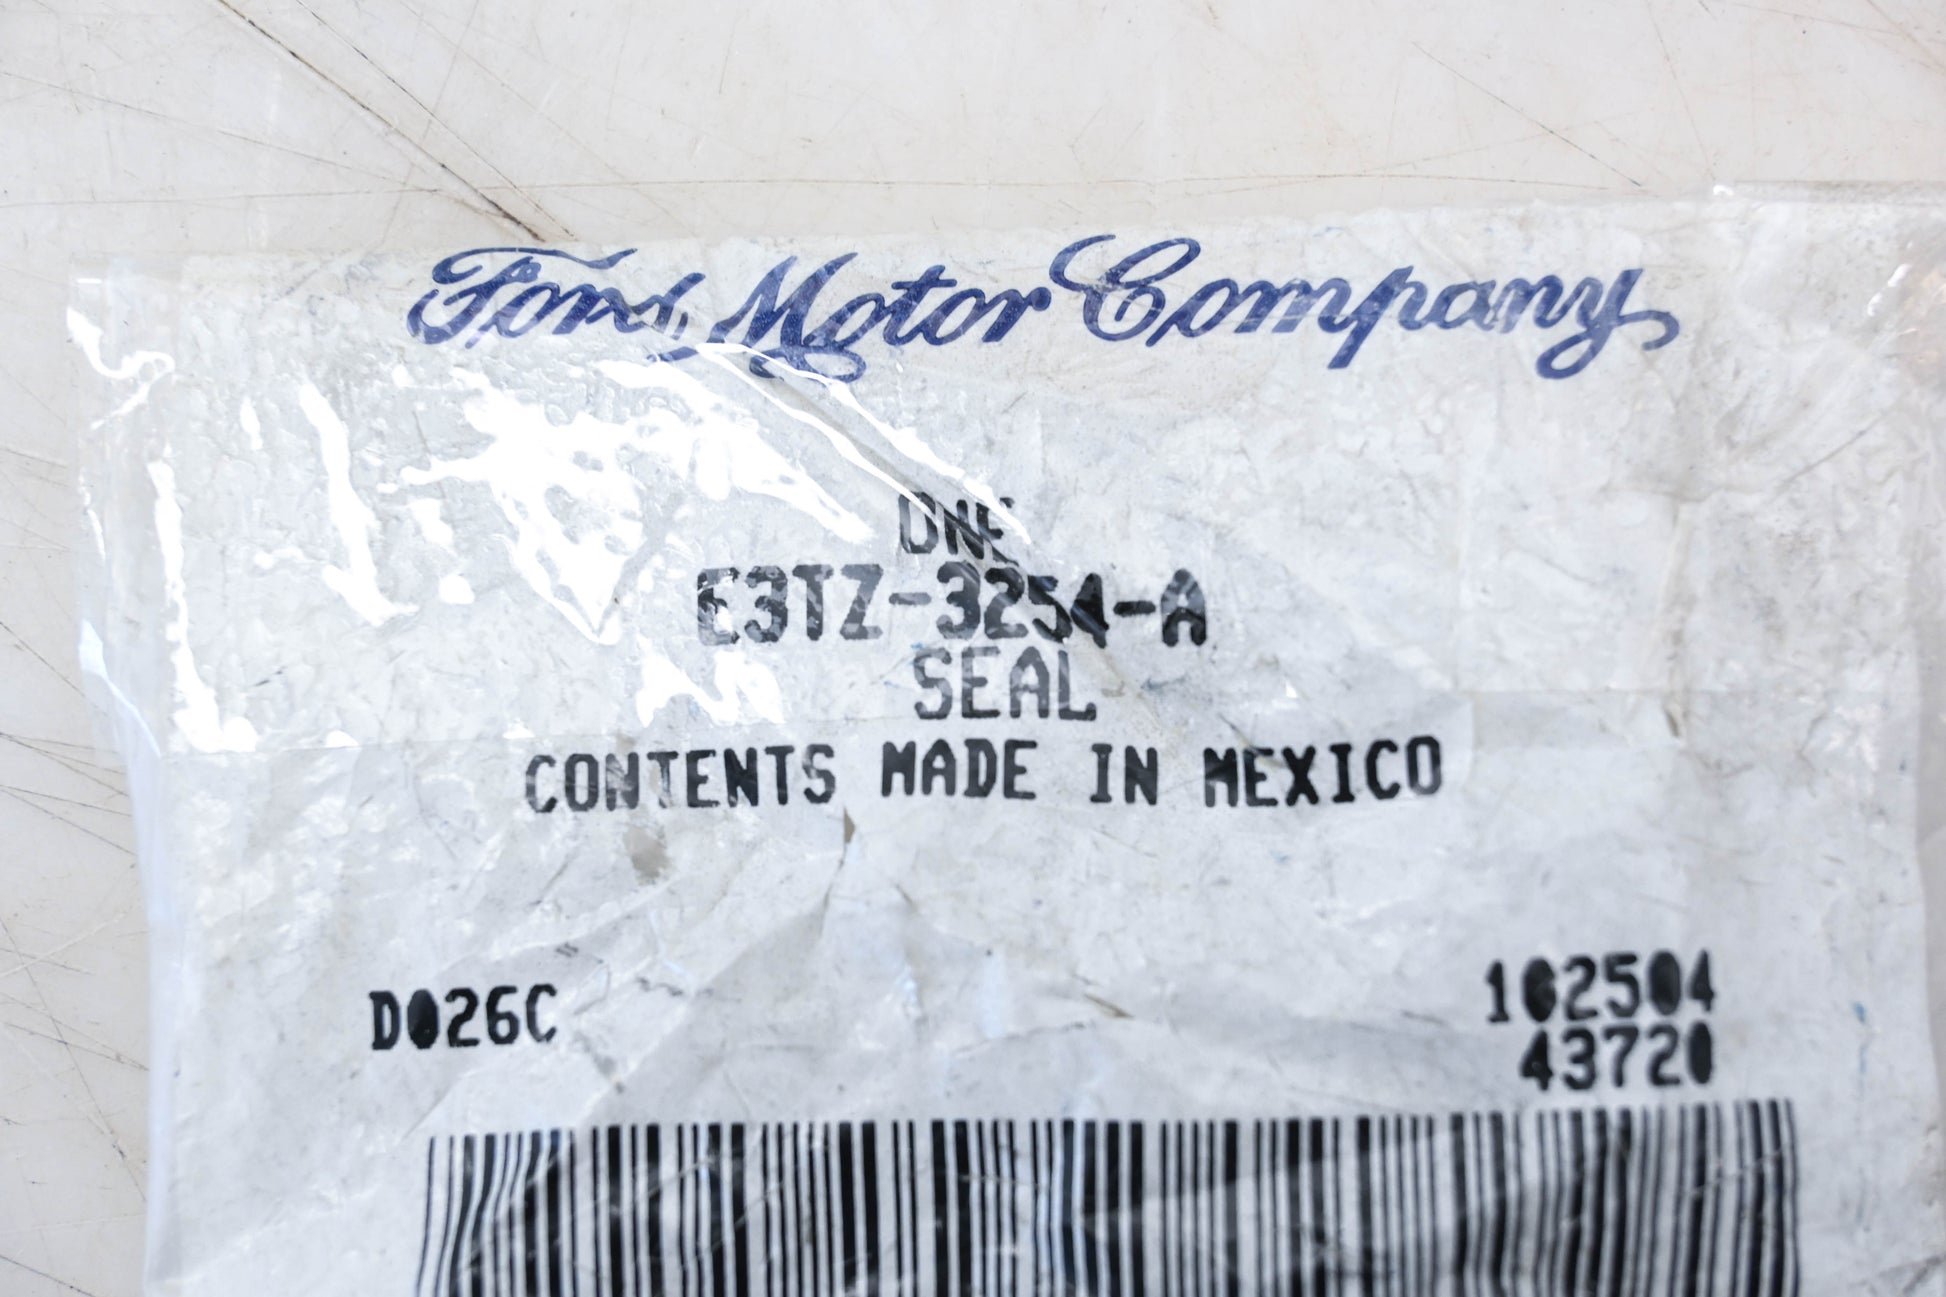 Ford Motor Company
ONE
E3TZ-3254-A
SEAL
CONTENTS MADE IN MEXICO
D026C
102504
43720